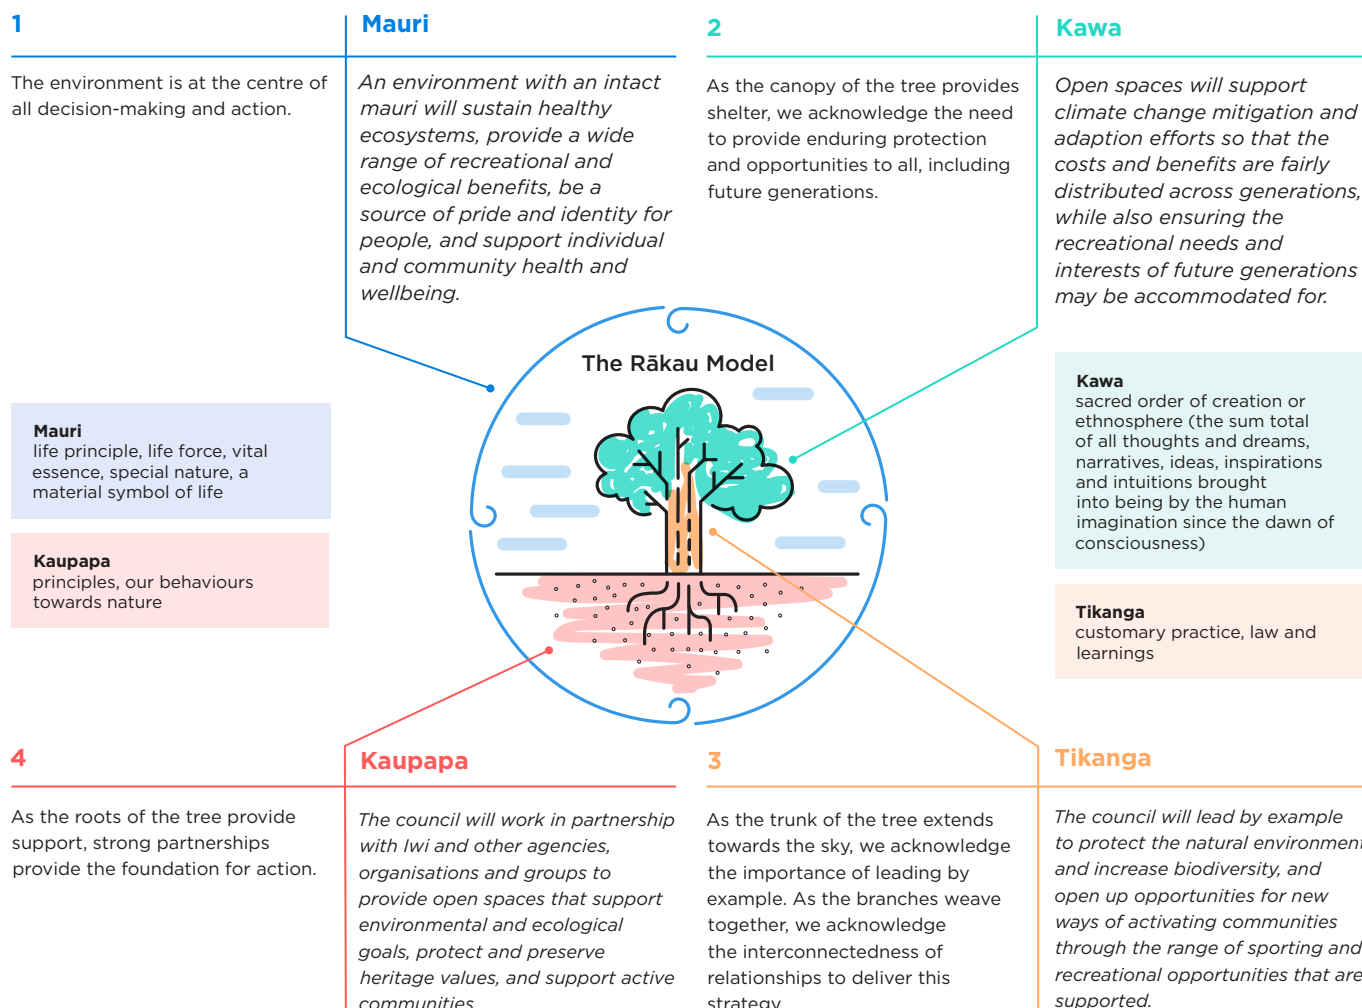 1
Mauri
The environment is at the centre of
all decision-making and action.
An environment with an intact
mauri will sustain healthy
ecosystems, provide a wide
range of recreational and
ecological benefits, be a
source of pride and identity for
people, and support individual
and community health and
wellbeing.
2
Kawa
As the canopy of the tree provides
shelter, we acknowledge the need
to provide enduring protection
and opportunities to all, including
future generations.
Open spaces will support
climate change mitigation and
adaption efforts so that the
costs and benefits are fairly
distributed across generations,
while also ensuring the
recreational needs and
interests of future generations
may be accommodated for.
The Rākau Model
Mauri
life principle, life force, vital
essence, special nature, a
material symbol of life
Kaupapa
principles, our behaviours
towards nature
Kawa
sacred order of creation or
ethnosphere (the sum total
of all thoughts and dreams,
narratives, ideas, inspirations
and intuitions brought
into being by the human
imagination since the dawn of
consciousness)
Tikanga
customary practice, law and
learnings
4
Kaupapa
As the roots of the tree provide
support, strong partnerships
provide the foundation for action.
The council will work in partnership
with Iwi and other agencies,
organisations and groups to
provide open spaces that support
environmental and ecological
goals, protect and preserve
heritage values, and support active
communities.
3
Tikanga
As the trunk of the tree extends
towards the sky, we acknowledge
the importance of leading by
example. As the branches weave
together, we acknowledge
the interconnectedness of
relationships to deliver this
strategy.
The council will lead by example
to protect the natural environment
and increase biodiversity, and
open up opportunities for new
ways of activating communities
through the range of sporting and
recreational opportunities that are
supported.